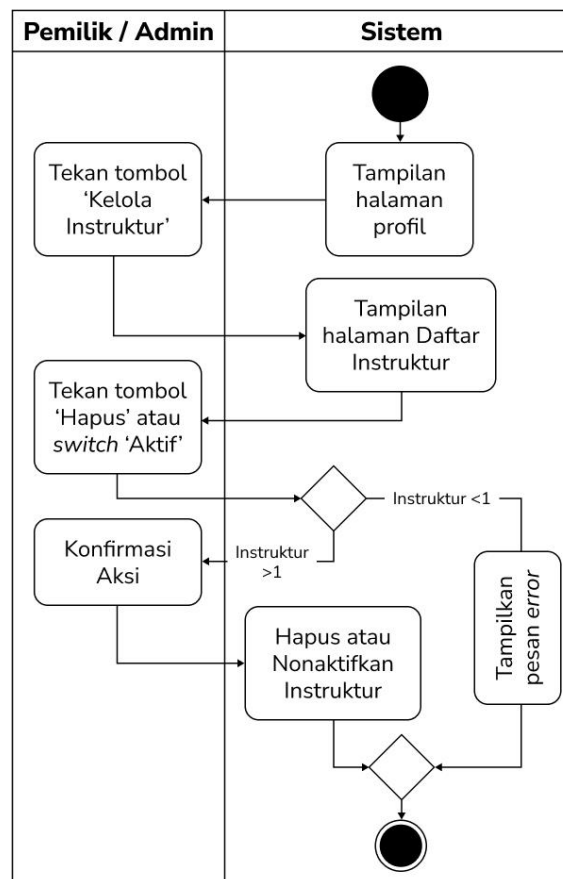 Pemilik / Admin
Sistem
Tampilan
halaman
profil
Tekan tombol
‘Kelola
Instruktur’
Tampilan
halaman Daftar
Instruktur
Tekan tombol
‘Hapus’ atau
switch ‘Aktif’
Instruktur <1
Instruktur
>1
Konfirmasi
Aksi
Tampilkan
pesan error
Hapus atau
Nonaktifkan
Instruktur